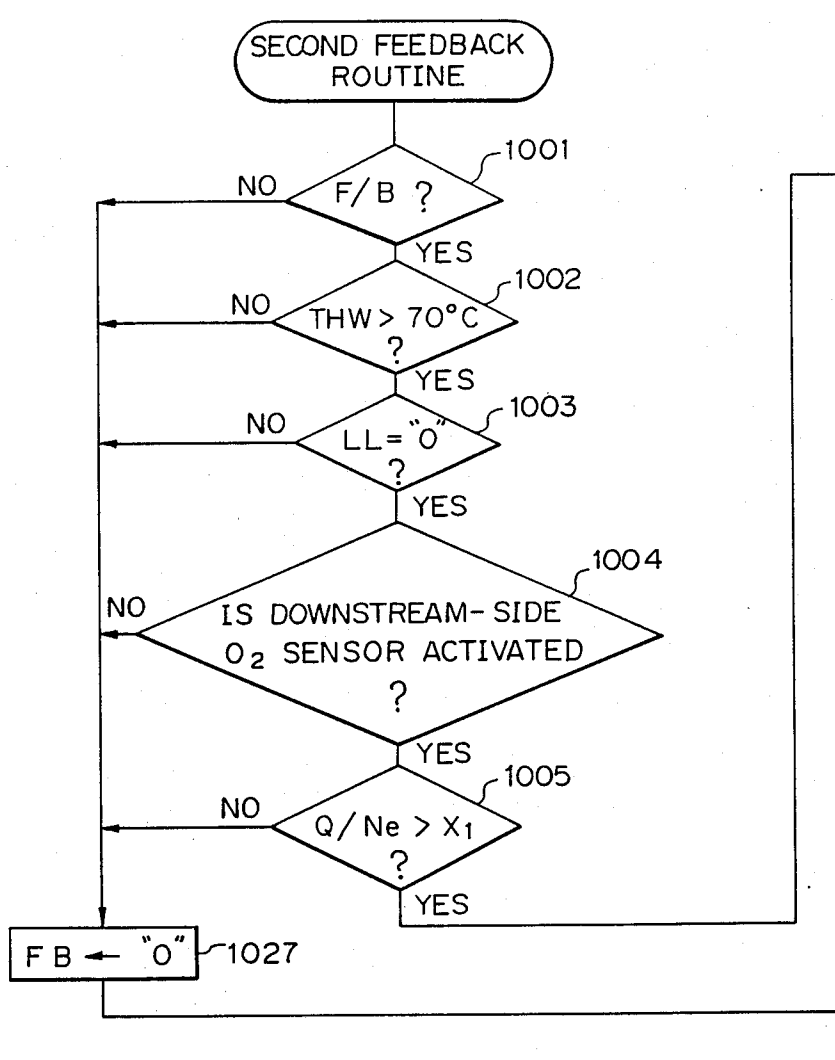 SECOND FEEDBACK
ROUTINE
1001
F/B ?
NO
YES
1002
THW > 70°C
?
NO
YES
1003
LL = "0"
?
NO
YES
1004
IS DOWNSTREAM-SIDE
O2 SENSOR ACTIVATED
?
NO
YES
1005
Q/Ne > X1
?
NO
YES
FB ← "0"
1027